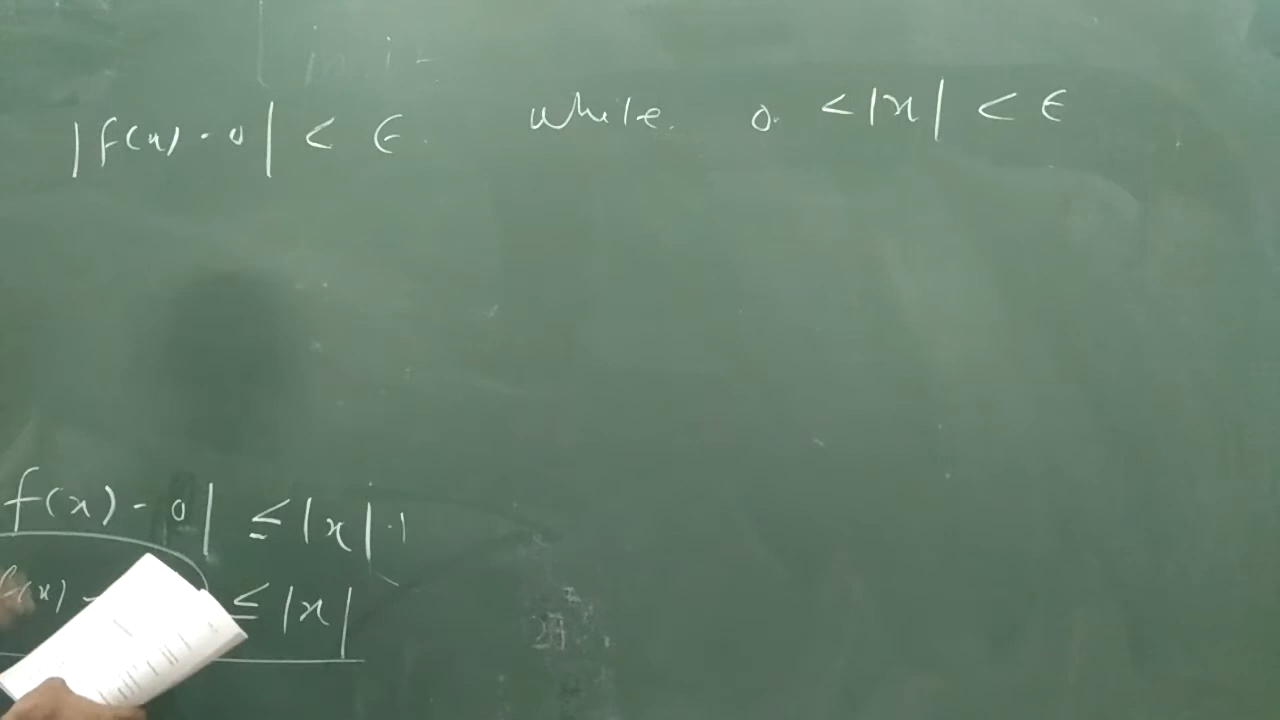 |f(x) - 0| < ϵ. while. 0. < |x| < ϵ
f(x) - 0| ≤ |x| · 1
f(x) - ≤ |x|